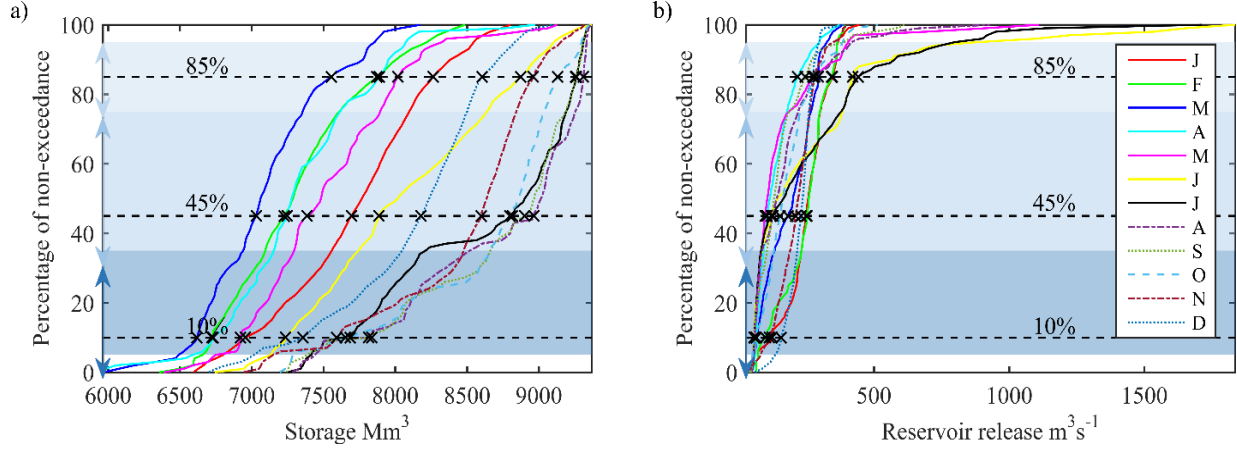 a)
Percentage of non-exceedance
100
80
60
40
20
0
85%
45%
10%
6000 6500 7000 7500 8000 8500 9000
Storage Mm³
b)
Percentage of non-exceedance
100
80
60
40
20
0
85%
45%
10%
500 1000 1500
Reservoir release m³s⁻¹
J
F
M
A
M
J
J
A
S
O
N
D